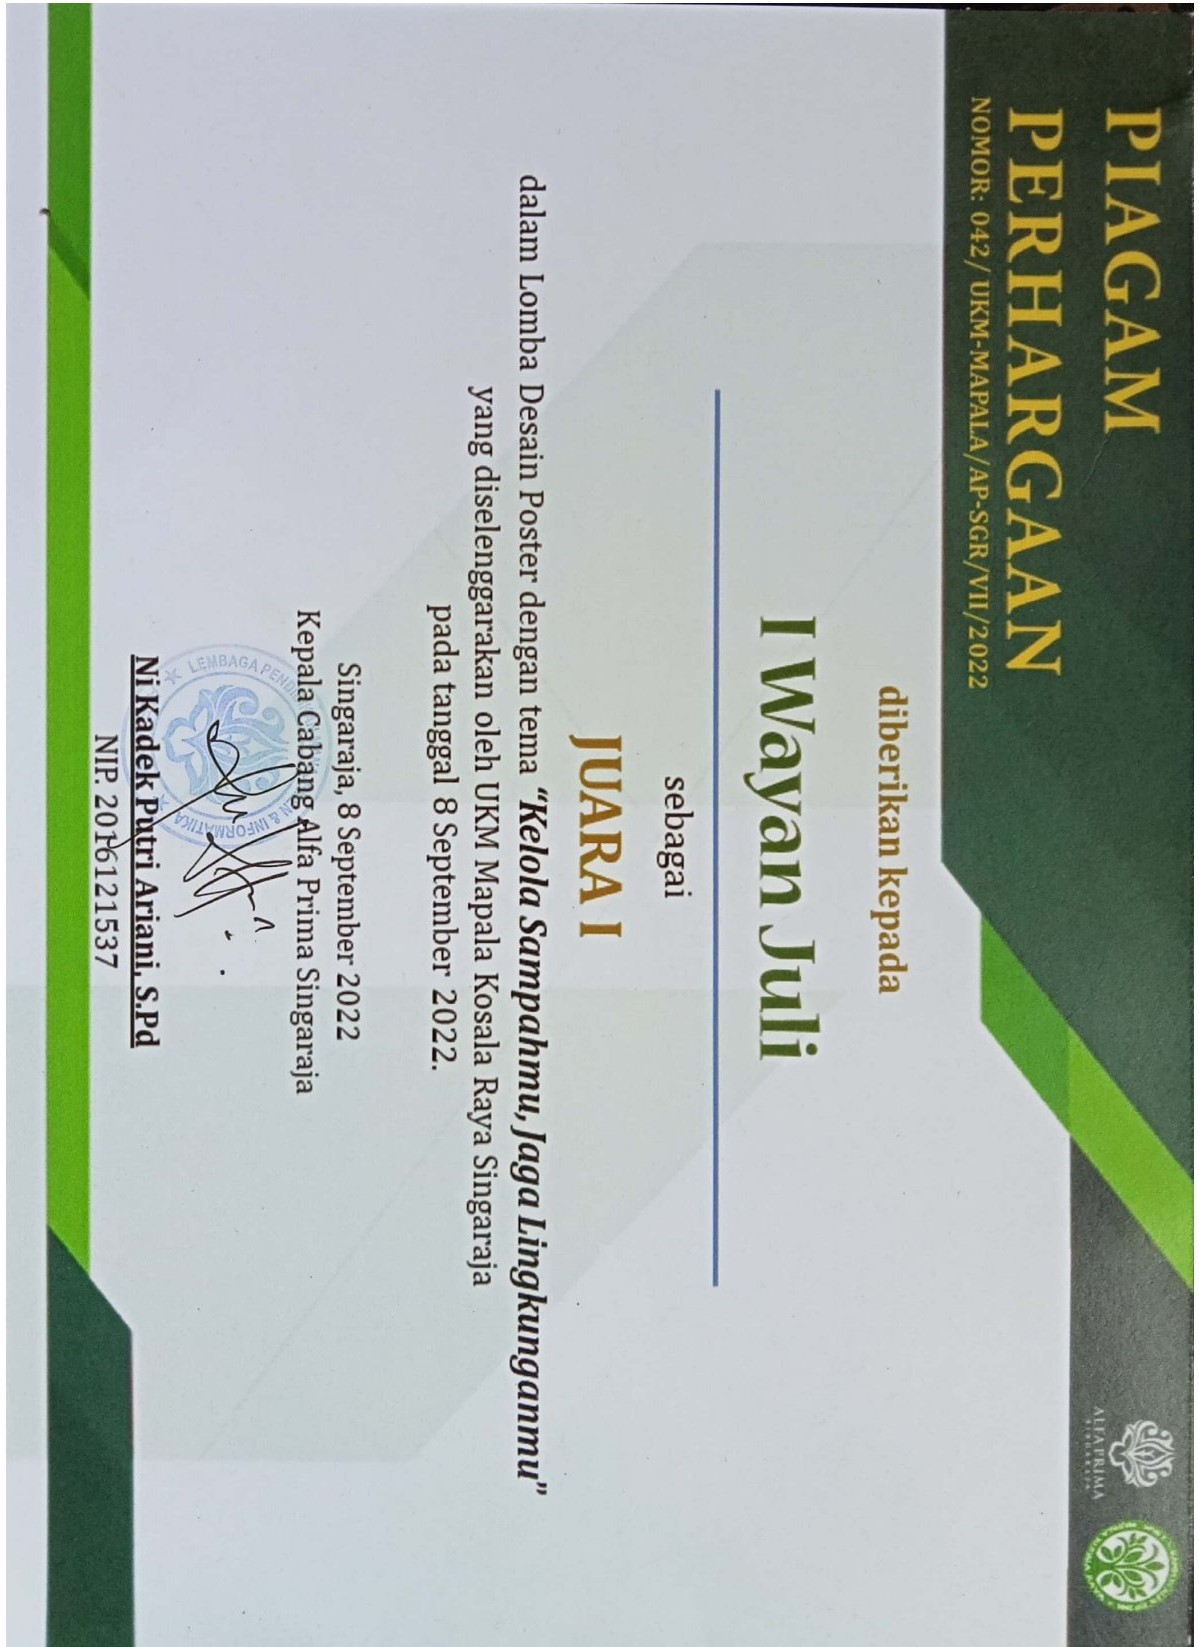 PIAGAM
PERHARGAAN
NOMOR: 042/ UKM-MAPALA/AP-SGR/VII/2022
ALFA PRIMA
SINGARAJA
diberikan kepada
I Wayan Juli
sebagai
JUARA I
dalam Lomba Desain Poster dengan tema “Kelola Sampahmu, Jaga Lingkunganmu”
yang diselenggarakan oleh UKM Mapala Kosala Raya Singaraja
pada tanggal 8 September 2022.
Singaraja, 8 September 2022
Kepala Cabang Alfa Prima Singaraja
LEMBAGA PENDIDIKAN MANAJEMEN & INFORMATIKA
Ni Kadek Putri Ariani, S.Pd
NIP. 2016121537